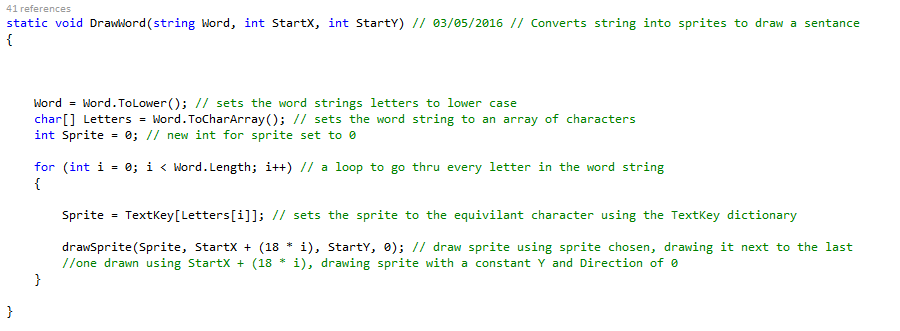 41 references
static void DrawWord(string Word, int StartX, int StartY) // 03/05/2016 // Converts string into sprites to draw a sentance
{
Word = Word.ToLower(); // sets the word strings letters to lower case
char[] Letters = Word.ToCharArray(); // sets the word string to an array of characters
int Sprite = 0; // new int for sprite set to 0
for (int i = 0; i < Word.Length; i++) // a loop to go thru every letter in the word string
{
Sprite = TextKey[Letters[i]]; // sets the sprite to the equivilant character using the TextKey dictionary
drawSprite(Sprite, StartX + (18 * i), StartY, 0); // draw sprite using sprite chosen, drawing it next to the last
//one drawn using StartX + (18 * i), drawing sprite with a constant Y and Direction of 0
}
}